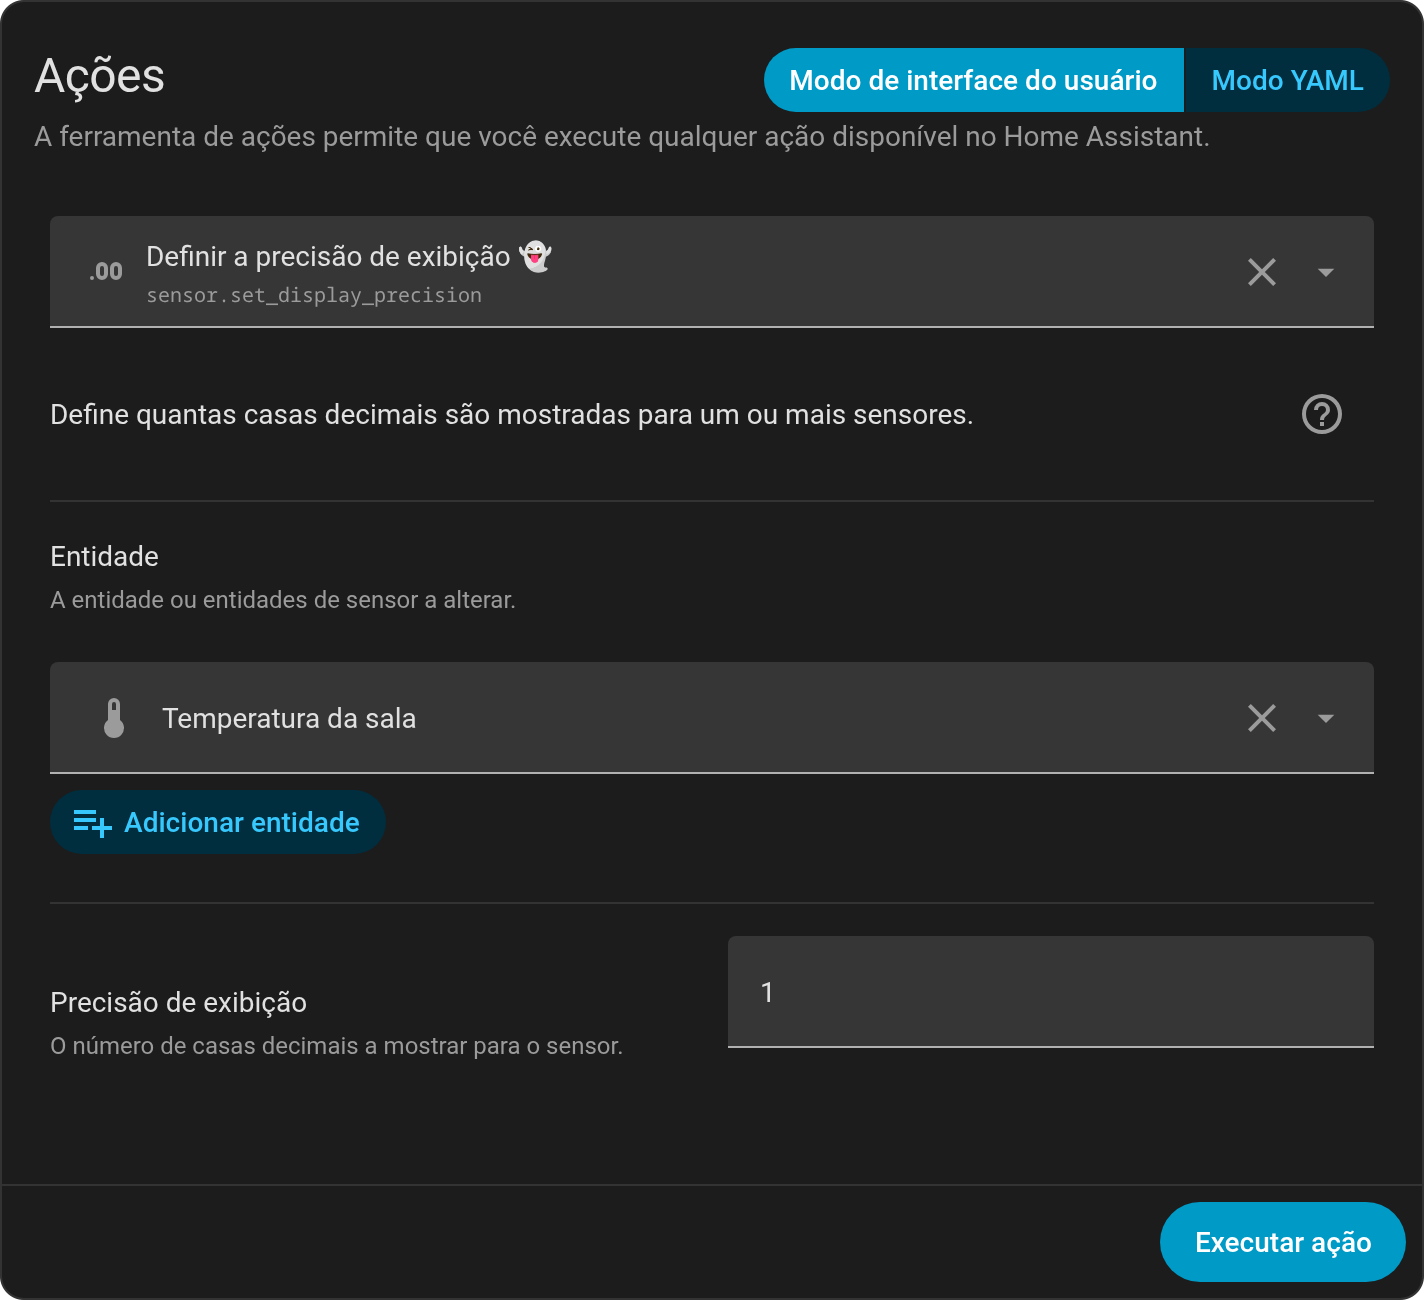 Ações
Modo de interface do usuário
Modo YAML
A ferramenta de ações permite que você execute qualquer ação disponível no Home Assistant.
.00
Definir a precisão de exibição 👻
sensor.set_display_precision
Define quantas casas decimais são mostradas para um ou mais sensores.
Entidade
A entidade ou entidades de sensor a alterar.
Temperatura da sala
Adicionar entidade
Precisão de exibição
O número de casas decimais a mostrar para o sensor.
1
Executar ação